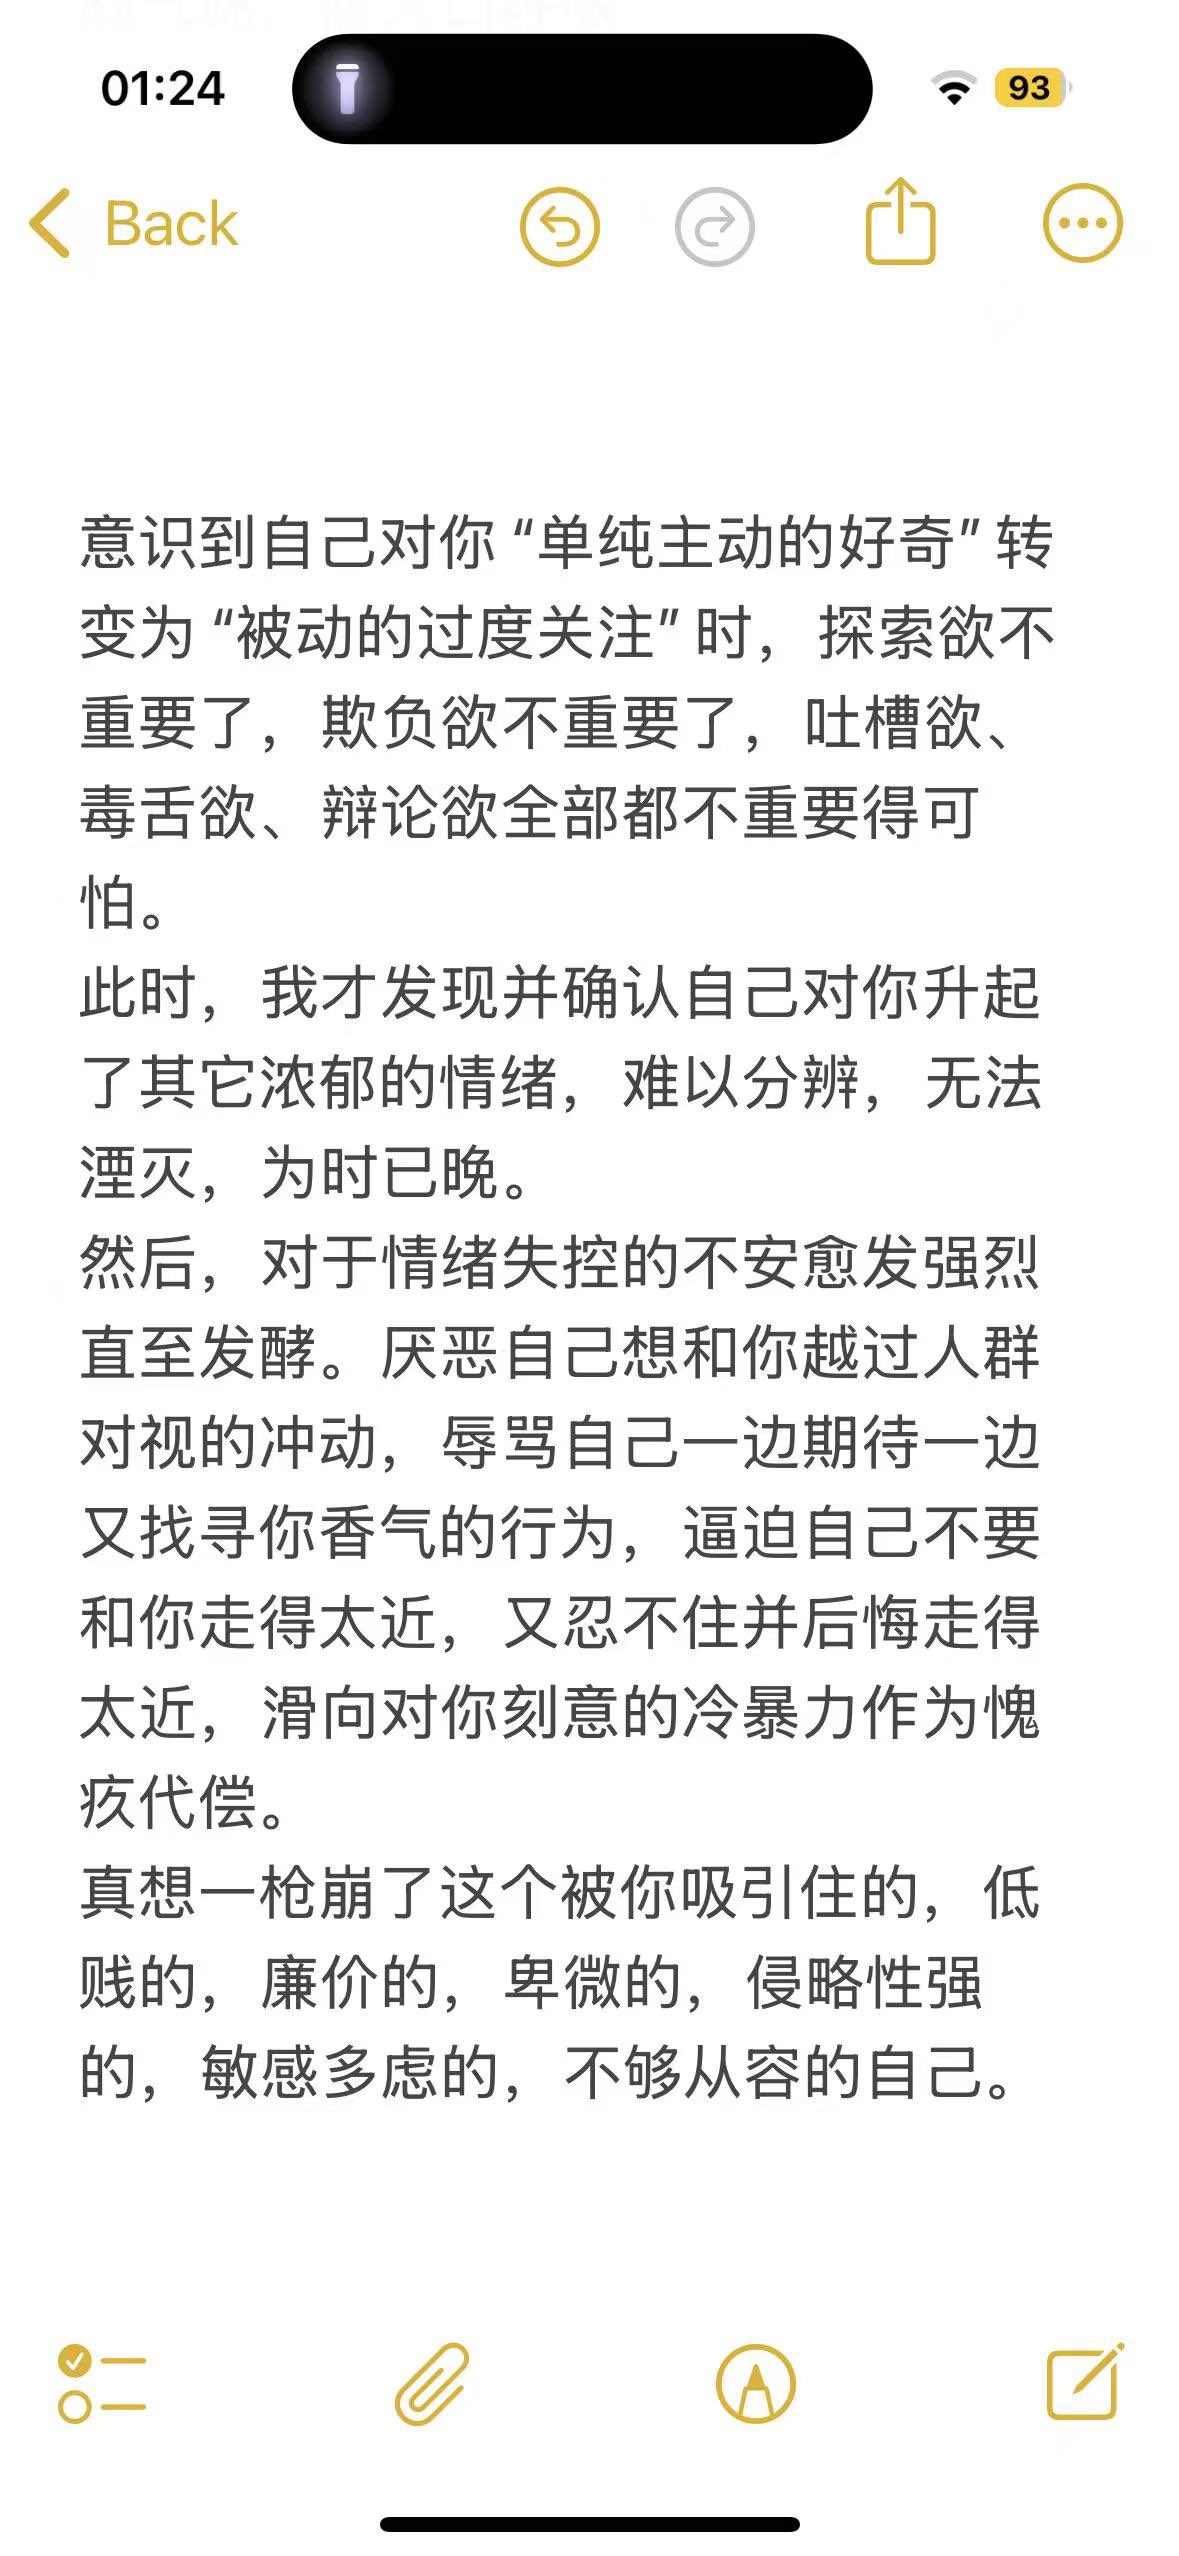 01:24
93
Back
意识到自己对你 “单纯主动的好奇” 转
变为 “被动的过度关注” 时，探索欲不
重要了，欺负欲不重要了，吐槽欲、
毒舌欲、辩论欲全部都不重要得可
怕。
此时，我才发现并确认自己对你升起
了其它浓郁的情绪，难以分辨，无法
湮灭，为时已晚。
然后，对于情绪失控的不安愈发强烈
直至发酵。厌恶自己想和你越过人群
对视的冲动，辱骂自己一边期待一边
又找寻你香气的行为，逼迫自己不要
和你走得太近，又忍不住并后悔走得
太近，滑向对你刻意的冷暴力作为愧
疚代偿。
真想一枪崩了这个被你吸引住的，低
贱的，廉价的，卑微的，侵略性强
的，敏感多虑的，不够从容的自己。